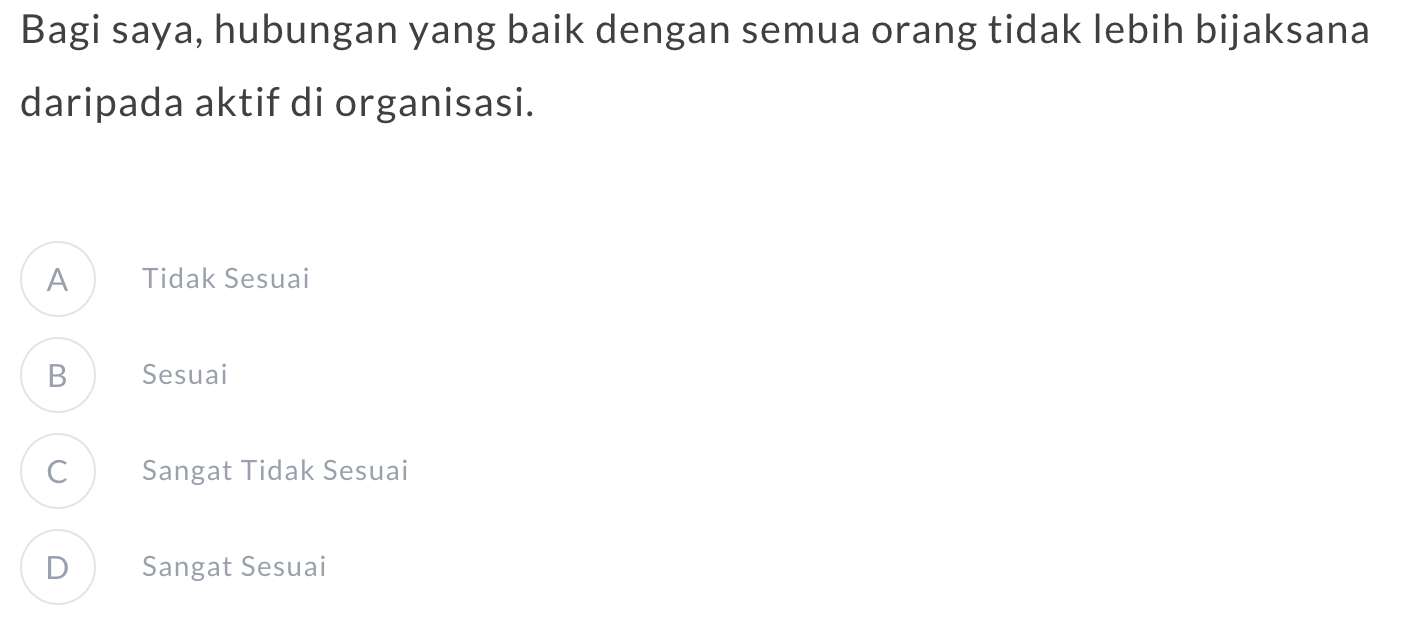 Bagi saya, hubungan yang baik dengan semua orang tidak lebih bijaksana
daripada aktif di organisasi.
A Tidak Sesuai
B Sesuai
C Sangat Tidak Sesuai
D Sangat Sesuai